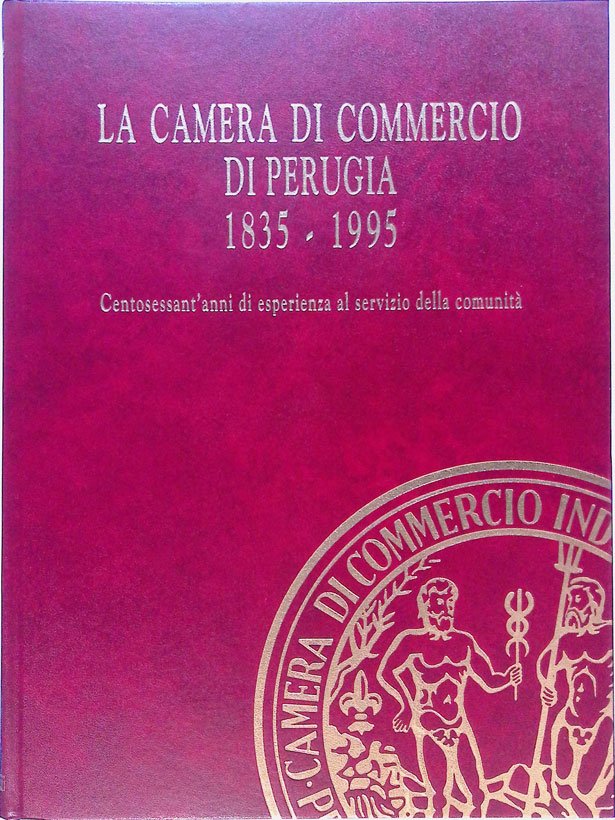 LA CAMERA DI COMMERCIO
DI PERUGIA
1835 - 1995
Centosessant'anni di esperienza al servizio della comunità
CAMERA DI COMMERCIO IND